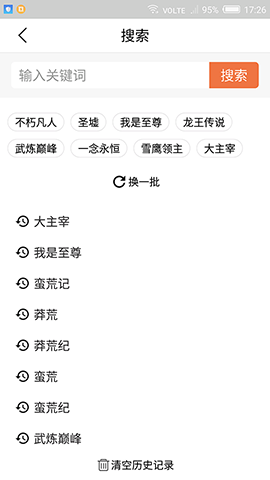 VOLTE 95% 17:26
搜索
输入关键词 搜索
不朽凡人 圣墟 我是至尊 龙王传说
武炼巅峰 一念永恒 雪鹰领主 大主宰
换一批
大主宰
我是至尊
蛮荒记
莽荒
莽荒纪
蛮荒
蛮荒纪
武炼巅峰
清空历史记录